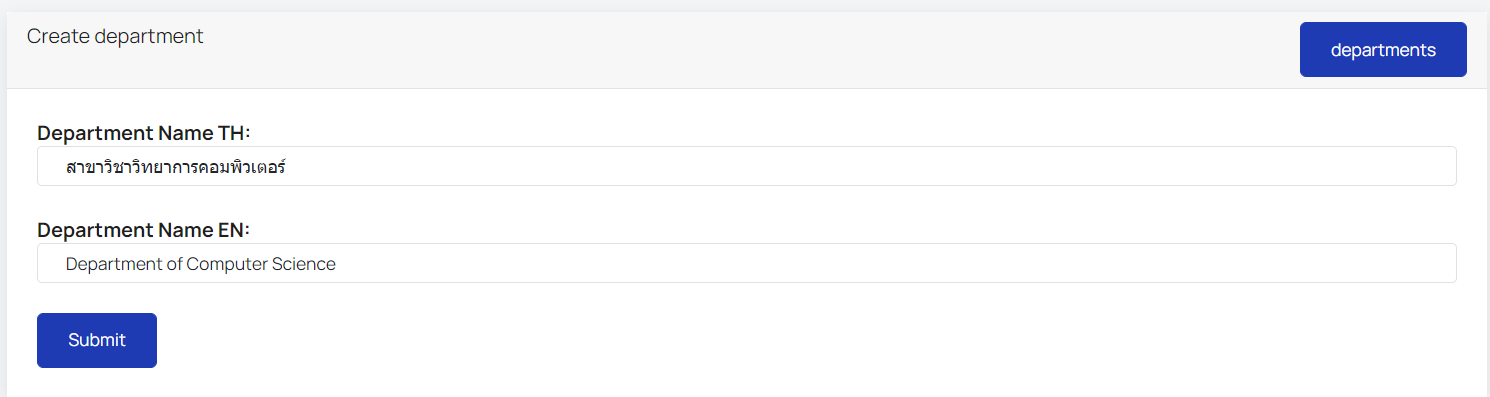 Create department
departments
Department Name TH:
สาขาวิชาวิทยาการคอมพิวเตอร์
Department Name EN:
Department of Computer Science
Submit